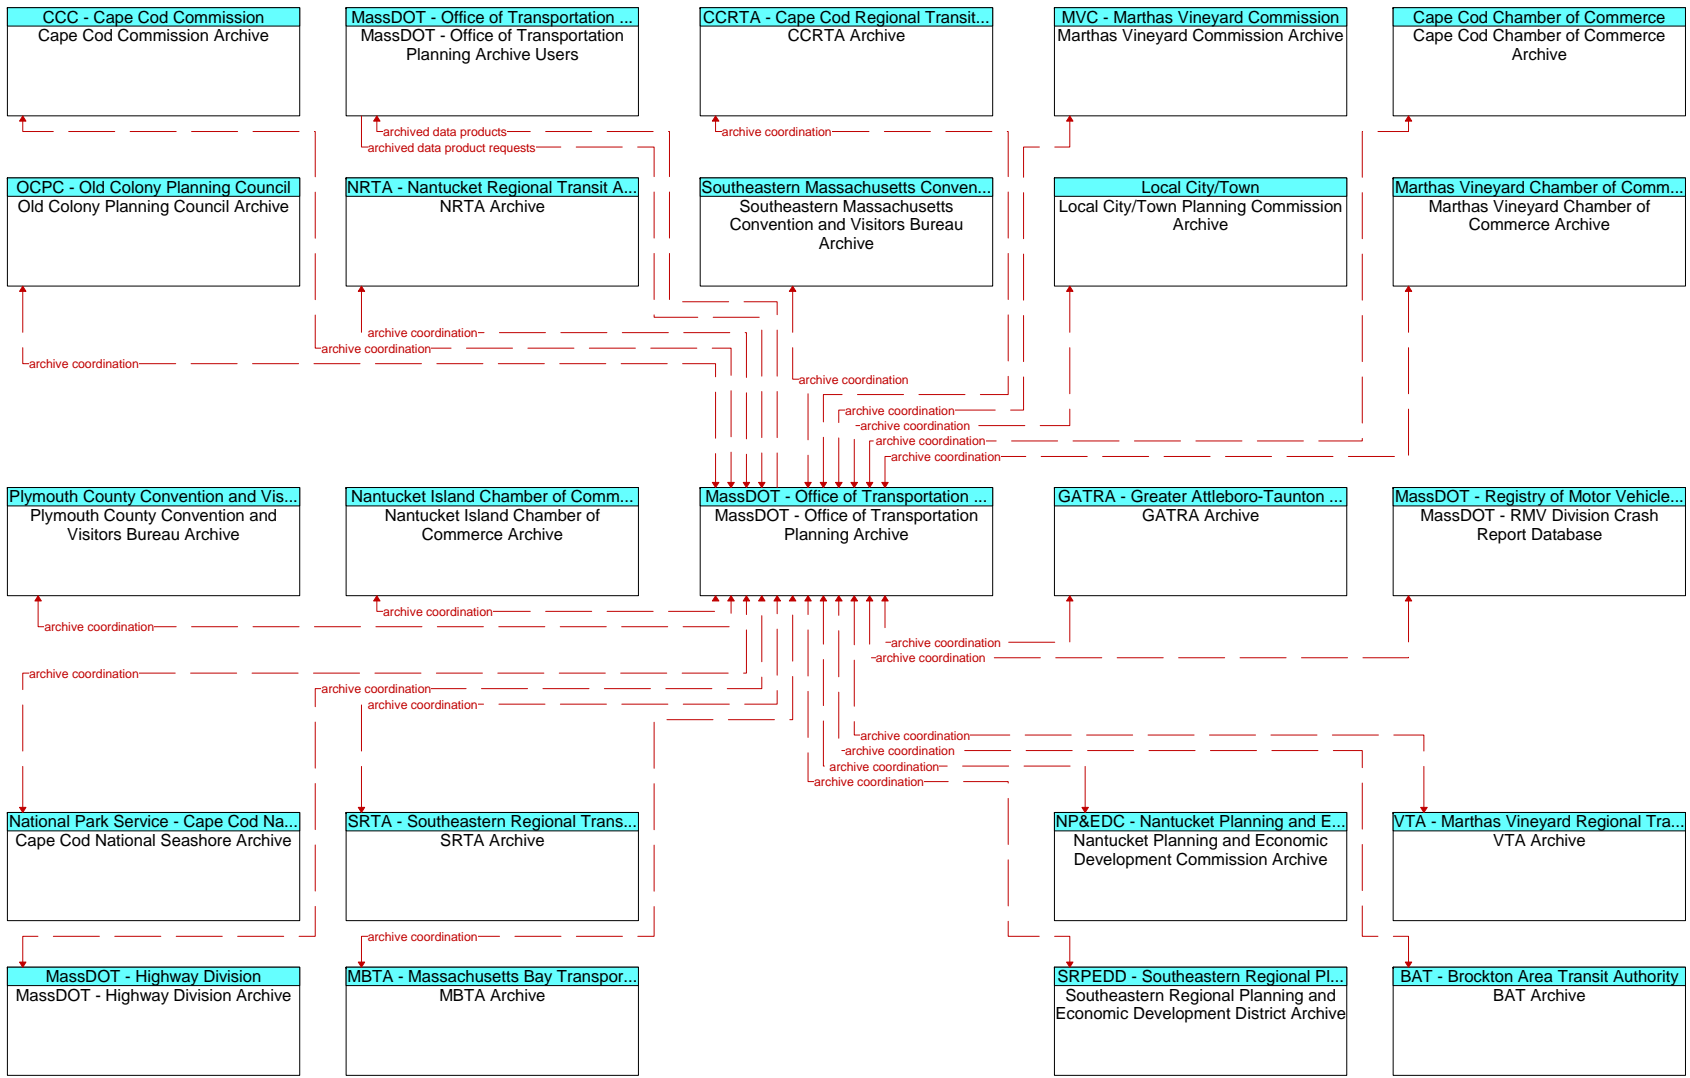 CCC - Cape Cod Commission
Cape Cod Commission Archive
MassDOT - Office of Transportation ...
MassDOT - Office of Transportation
Planning Archive Users
CCRTA - Cape Cod Regional Transit...
CCRTA Archive
MVC - Marthas Vineyard Commission
Marthas Vineyard Commission Archive
Cape Cod Chamber of Commerce
Cape Cod Chamber of Commerce
Archive
archived data products
archived data product requests
archive coordination
OCPC - Old Colony Planning Council
Old Colony Planning Council Archive
NRTA - Nantucket Regional Transit A...
NRTA Archive
Southeastern Massachusetts Conven...
Southeastern Massachusetts
Convention and Visitors Bureau
Archive
Local City/Town
Local City/Town Planning Commission
Archive
Marthas Vineyard Chamber of Comm...
Marthas Vineyard Chamber of
Commerce Archive
archive coordination
archive coordination
archive coordination
archive coordination
archive coordination
archive coordination
archive coordination
archive coordination
Plymouth County Convention and Vis...
Plymouth County Convention and
Visitors Bureau Archive
Nantucket Island Chamber of Comm...
Nantucket Island Chamber of
Commerce Archive
MassDOT - Office of Transportation ...
MassDOT - Office of Transportation
Planning Archive
GATRA - Greater Attleboro-Taunton ...
GATRA Archive
MassDOT - Registry of Motor Vehicle...
MassDOT - RMV Division Crash
Report Database
archive coordination
archive coordination
archive coordination
archive coordination
archive coordination
archive coordination
archive coordination
archive coordination
archive coordination
archive coordination
archive coordination
National Park Service - Cape Cod Na...
Cape Cod National Seashore Archive
SRTA - Southeastern Regional Trans...
SRTA Archive
NP&EDC - Nantucket Planning and E...
Nantucket Planning and Economic
Development Commission Archive
VTA - Marthas Vineyard Regional Tra...
VTA Archive
archive coordination
MassDOT - Highway Division
MassDOT - Highway Division Archive
MBTA - Massachusetts Bay Transpor...
MBTA Archive
SRPEDD - Southeastern Regional Pl...
Southeastern Regional Planning and
Economic Development District Archive
BAT - Brockton Area Transit Authority
BAT Archive